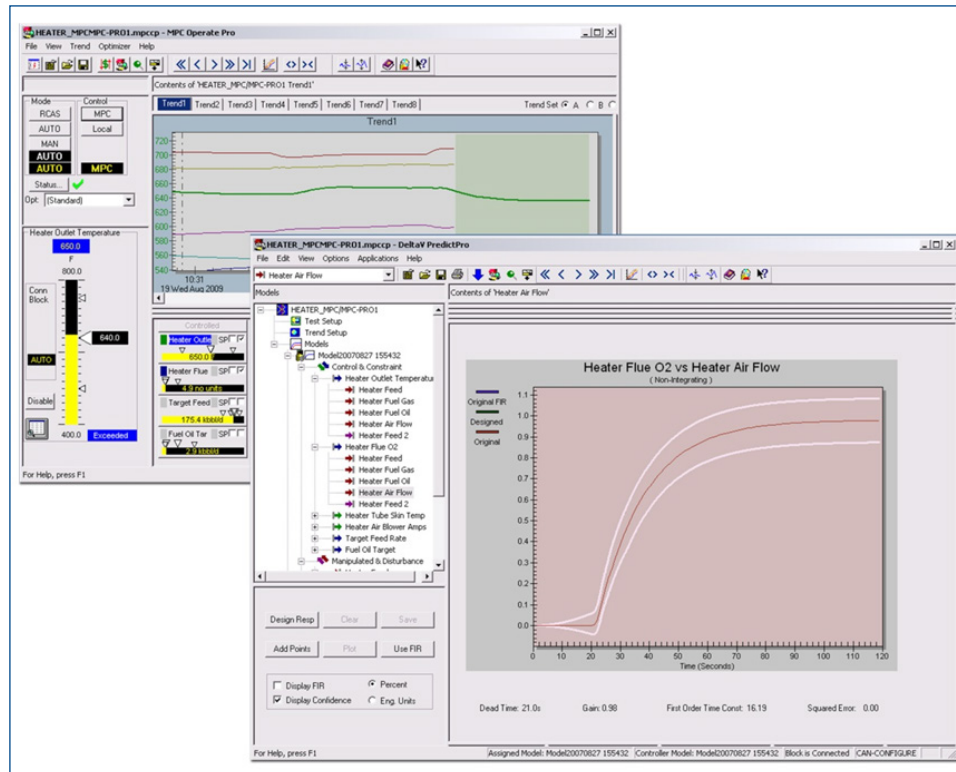 HEATER_MPCMPC-PRO1.mpccp - MPC Operate Pro
File View Trend Optimizer Help
Contents of 'HEATER_MPC/MPC-PRO1 Trend1'
Mode Control
RCAS MPC
AUTO Local
MAN
AUTO
AUTO MPC
Status...
Opt: (Standard)
Trend1 Trend2 Trend3 Trend4 Trend5 Trend6 Trend7 Trend8 Trend Set A B C
Trend1
720
700
680
660
640
620
600
580
560
540
10:31
19 Wed Aug 2009
Heater Outlet Temperature
650.0
F
800.0
Conn
Block
640.0
AUTO
Disable
400.0 Exceeded
Controlled
Heater Outle SP
650.0
Heater Flue SP
4.9 no units
Target Feed SP
175.4 kbbl/d
Fuel Oil Tar SP
2.9 kbbl/d
For Help, press F1
HEATER_MPCMPC-PRO1.mpccp - DeltaV PredictPro
File Edit View Options Applications Help
Heater Air Flow
Models
Contents of 'Heater Air Flow'
HEATER_MPC/MPC-PRO1
Test Setup
Trend Setup
Models
Model20070827 155432
Control & Constraint
Heater Outlet Temperatu
Heater Feed
Heater Fuel Gas
Heater Fuel Oil
Heater Air Flow
Heater Feed 2
Heater Flue O2
Heater Feed
Heater Fuel Gas
Heater Fuel Oil
Heater Air Flow
Heater Feed 2
Heater Tube Skin Temp
Heater Air Blower Amps
Target Feed Rate
Fuel Oil Target
Manipulated & Disturbance
Design Resp Clear Save
Add Points Plot Use FIR
Display FIR Percent
Display Confidence Eng. Units
Heater Flue O2 vs Heater Air Flow
( Non-Integrating )
Original FIR
Designed
Original
1.1
1.0
0.9
0.8
0.7
0.6
0.5
0.4
0.3
0.2
0.1
0.0
0 10 20 30 40 50 60 70 80 90 100 110 120
Time (Seconds)
Dead Time: 21.0s Gain: 0.98 First Order Time Const: 16.19 Squared Error: 0.00
For Help, press F1 Assigned Model: Model20070827 155432 Controller Model: Model20070827 155432 Block is Connected CAN-CONFIGURE